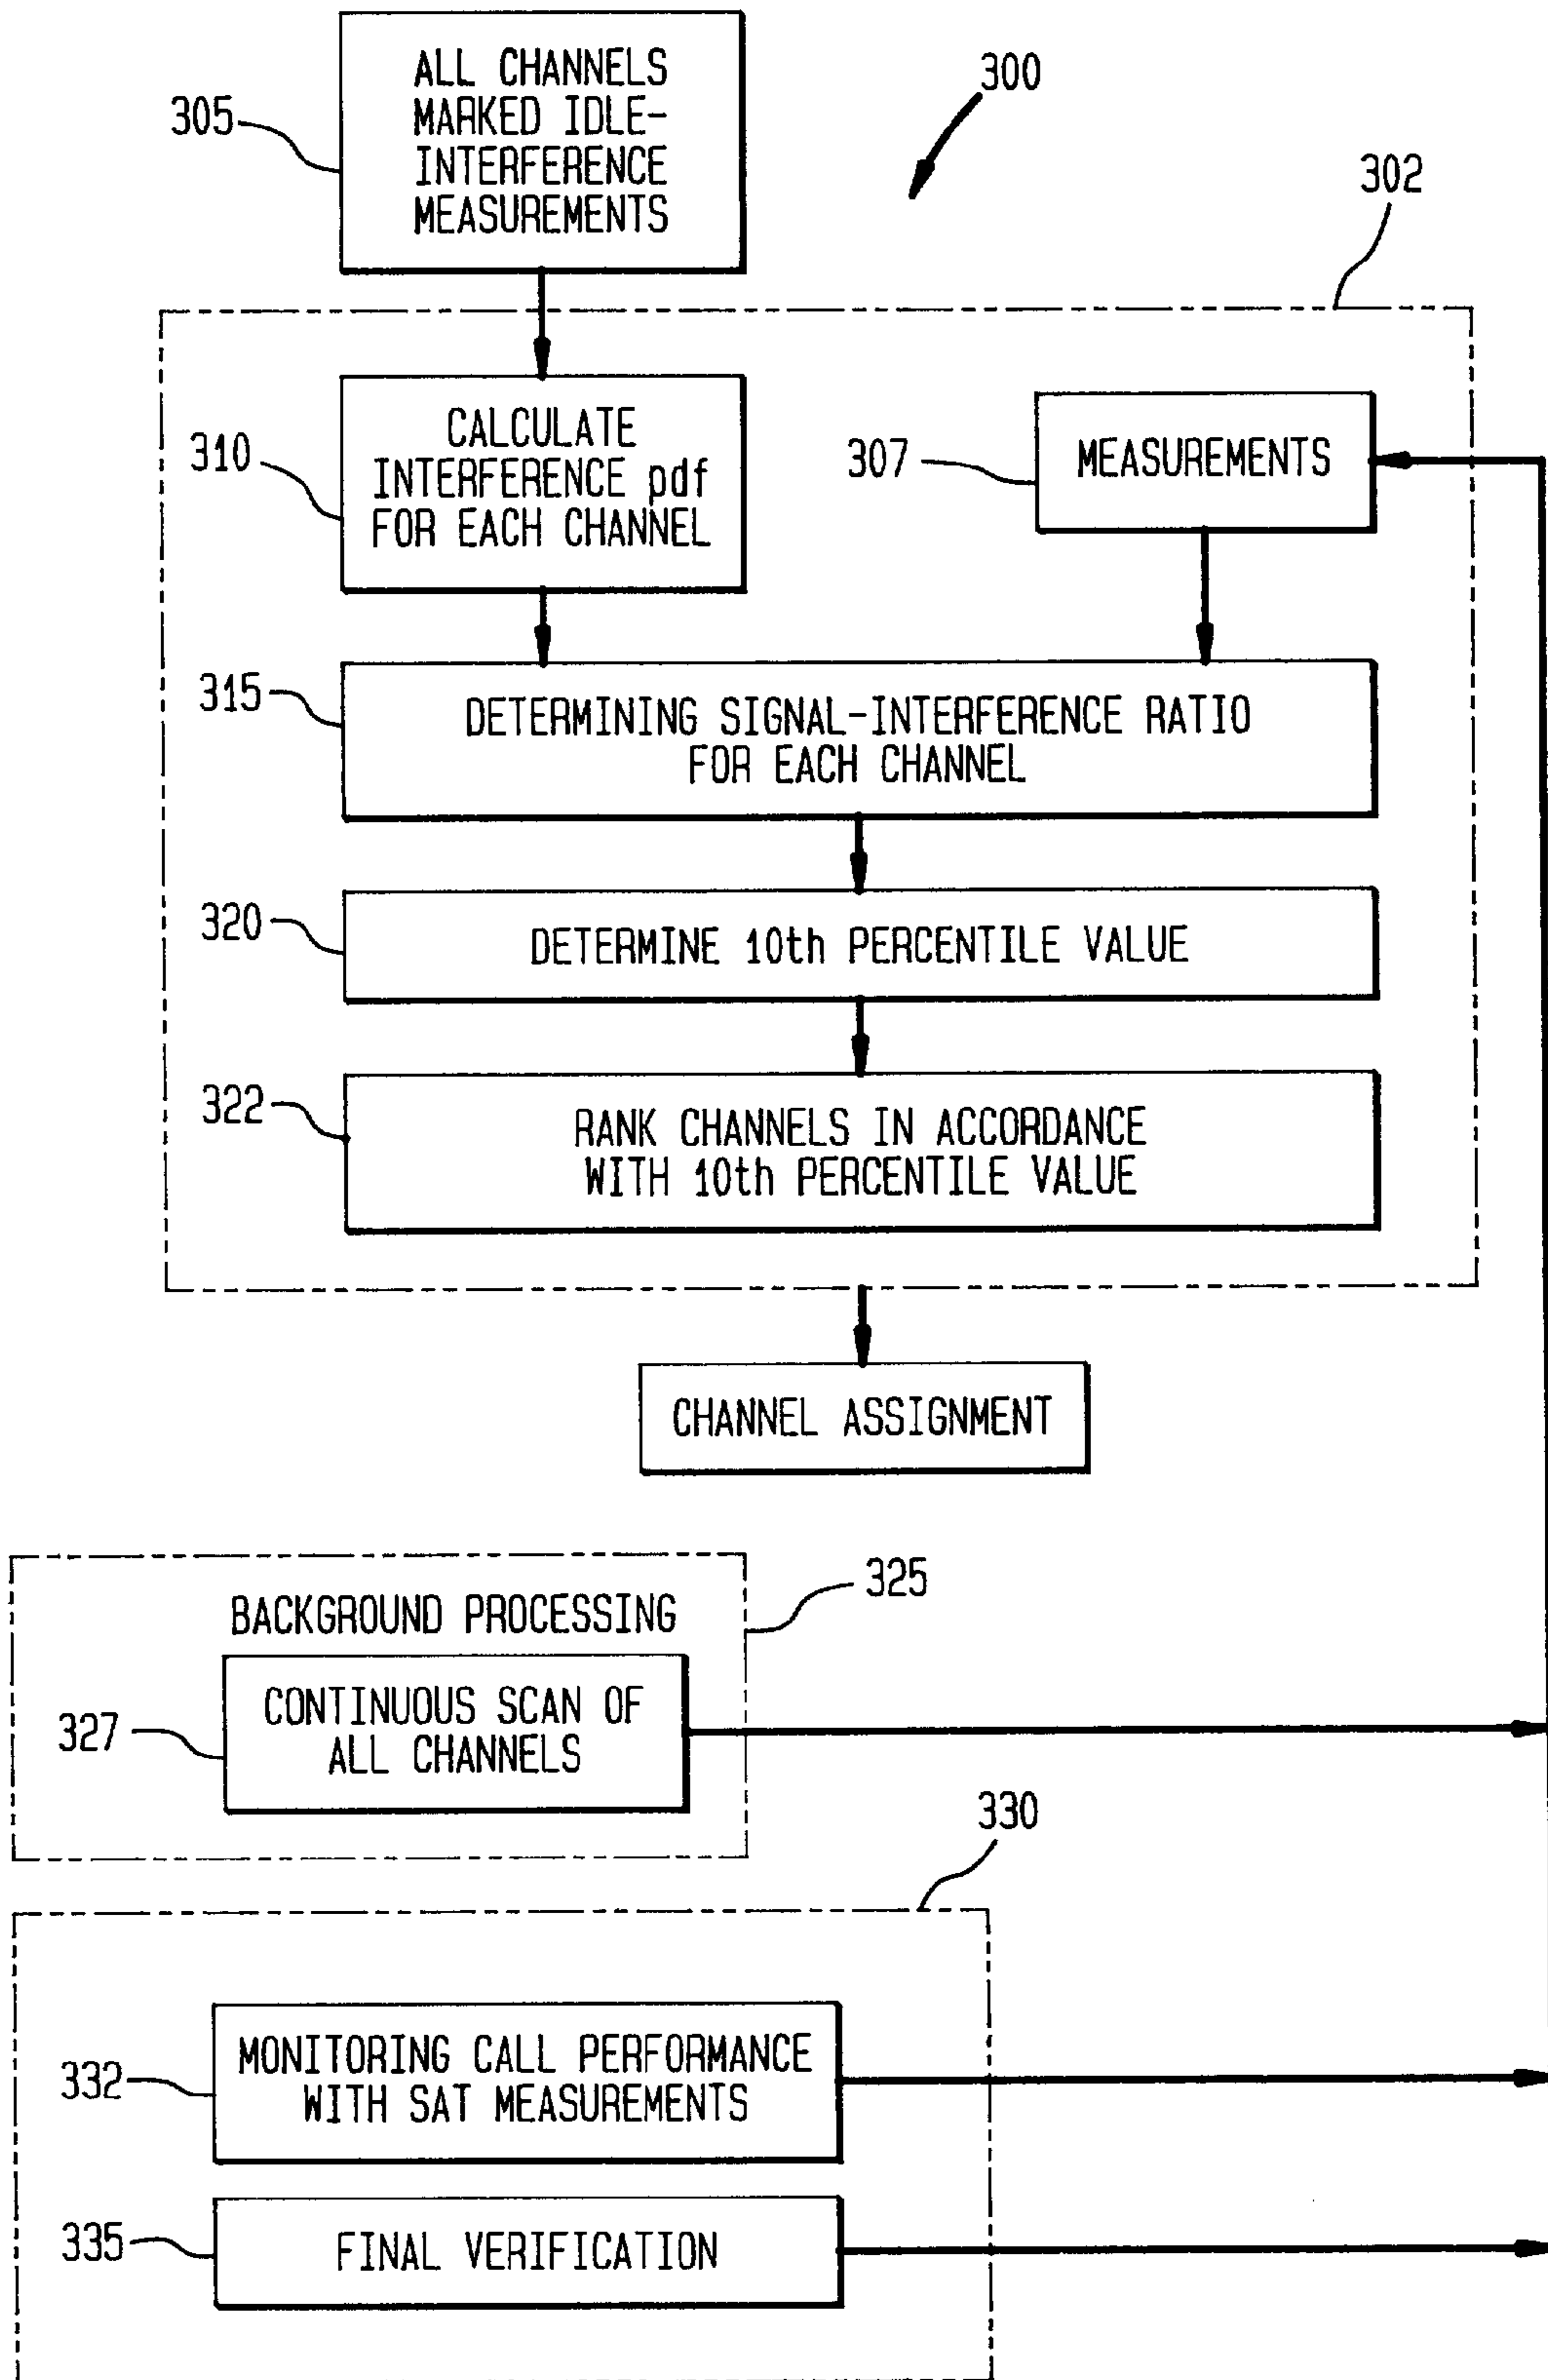 300
305
ALL CHANNELS
MARKED IDLE-
INTERFERENCE
MEASUREMENTS
302
310
CALCULATE
INTERFERENCE pdf
FOR EACH CHANNEL
307
MEASUREMENTS
315
DETERMINING SIGNAL-INTERFERENCE RATIO
FOR EACH CHANNEL
320
DETERMINE 10th PERCENTILE VALUE
322
RANK CHANNELS IN ACCORDANCE
WITH 10th PERCENTILE VALUE
CHANNEL ASSIGNMENT
325
BACKGROUND PROCESSING
327
CONTINUOUS SCAN OF
ALL CHANNELS
330
332
MONITORING CALL PERFORMANCE
WITH SAT MEASUREMENTS
335
FINAL VERIFICATION